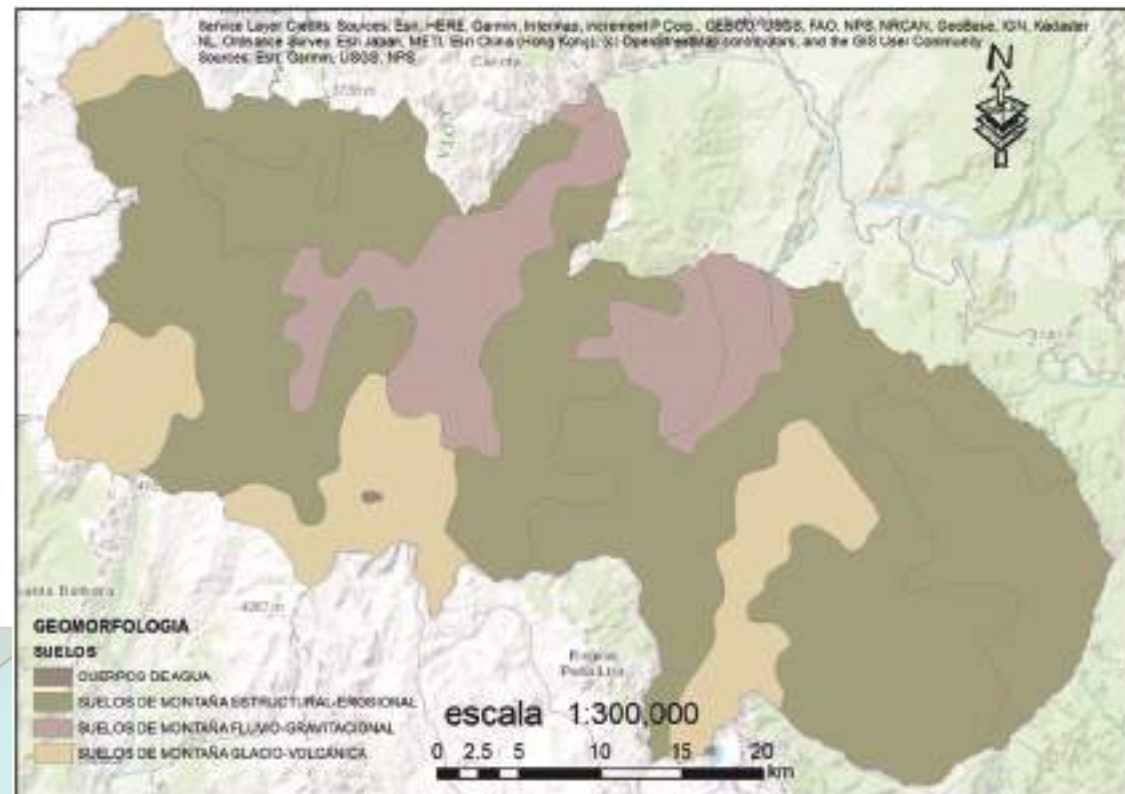 Service Layer Credits: Sources: Esri, HERE, Garmin, Intermap, increment P Corp., GEBCO, USGS, FAO, NPS, NRCAN, GeoBase, IGN, Kadaster
NL, Ordnance Survey, Esri Japan, METI, Esri China (Hong Kong), (c) OpenStreetMap contributors, and the GIS User Community
Sources: Esri, Garmin, USGS, NPS
N
GEOMORFOLOGIA
SUELOS
CUERPOS DE AGUA
SUELOS DE MONTAÑA ESTRUCTURAL-EROSIONAL
SUELOS DE MONTAÑA FLUVIO-GRAVITACIONAL
SUELOS DE MONTAÑA GLACIO-VOLCÁNICA
4287 m
escala 1:300,000
0 2.5 5 10 15 20
km